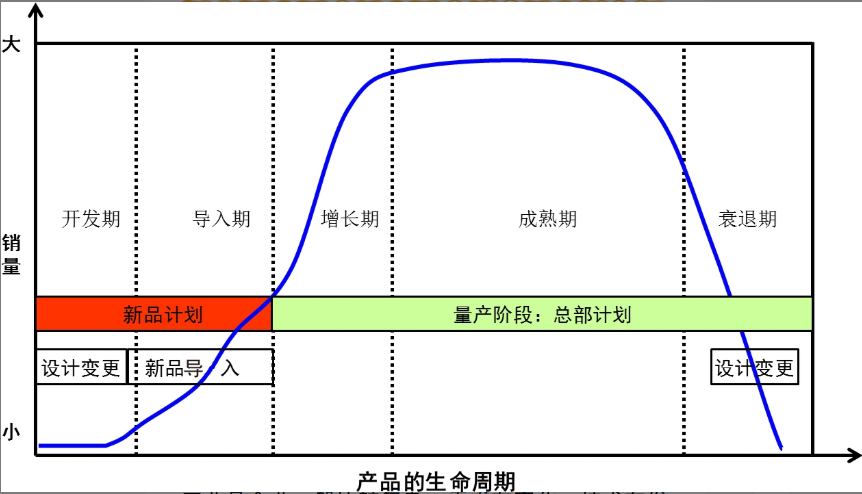 大
销量
小
开发期
导入期
增长期
成熟期
衰退期
新品计划
量产阶段：总部计划
设计变更
新品导入
设计变更
产品的生命周期